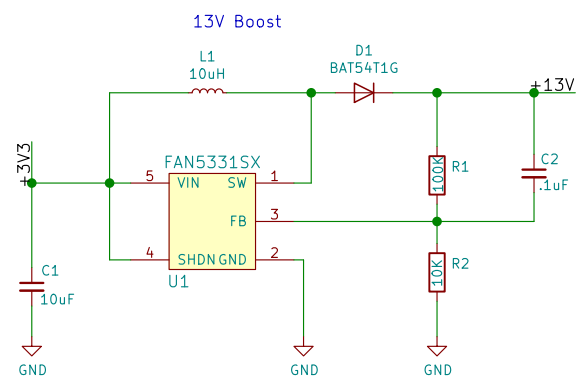 13V Boost
L1
10uH
D1
BAT54T1G
+13V
+3V3
FAN5331SX
5
VIN
SW
1
R1
100K
C2
.1uF
FB
3
4
SHDN
GND
2
U1
R2
10K
C1
10uF
GND
GND
GND